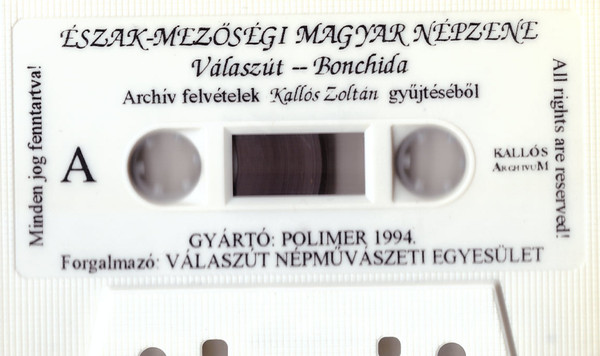 ÉSZAK-MEZŐSÉGI MAGYAR NÉPZENE
Válaszút -- Bonchida
Archív felvételek Kallós Zoltán gyűjtéséből
Minden jog fenntartva!
A
KALLÓS
ARCHIVUM
All rights are reserved!
GYÁRTÓ: POLIMER 1994.
Forgalmazó: VÁLASZÚT NÉPMŰVÁSZETI EGYESÜLET